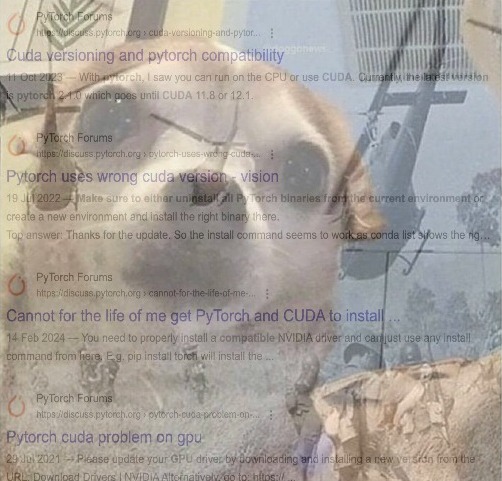 PyTorch Forums
https://discuss.pytorch.org › cuda-versioning-and-pytor...
Cuda versioning and pytorch compatibility
11 Oct 2023 — With pytorch, I saw you can run on the CPU or use CUDA. Currently, the latest version
is pytorch 2.1.0 which goes until CUDA 11.8 or 12.1.
PyTorch Forums
https://discuss.pytorch.org › pytorch-uses-wrong-cuda-...
Pytorch uses wrong cuda version - vision
19 Jul 2022 — Make sure to either uninstall all PyTorch binaries from the current environment or
create a new environment and install the right binary there.
Top answer: Thanks for the update. So the install command seems to work as conda list shows the rig...
PyTorch Forums
https://discuss.pytorch.org › cannot-for-the-life-of-me-...
Cannot for the life of me get PyTorch and CUDA to install ...
14 Feb 2024 — You need to properly install a compatible NVIDIA driver and can just use any install
command from here. E.g. pip install torch will install the ...
PyTorch Forums
https://discuss.pytorch.org › pytorch-cuda-problem-on-...
Pytorch cuda problem on gpu
29 Jul 2021 — Please update your GPU driver by downloading and installing a new version from the
URL: Download Drivers | NVIDIA Alternatively, go to: https://...